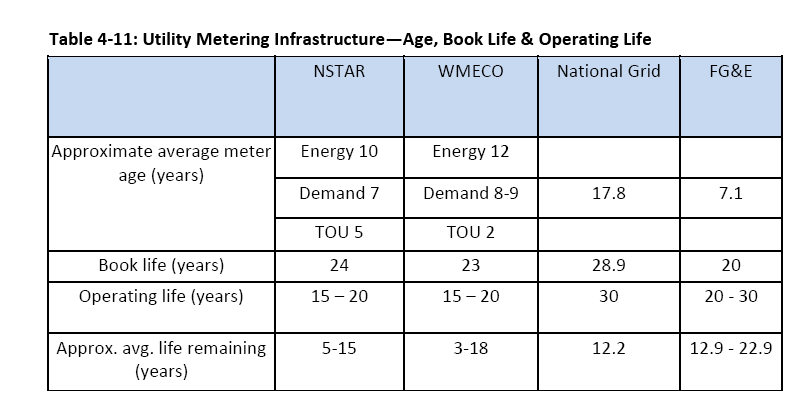 Table 4-11: Utility Metering Infrastructure—Age, Book Life & Operating Life
NSTAR WMECO National Grid FG&E
Approximate average meter age (years) Energy 10 Energy 12
Demand 7 Demand 8-9 17.8 7.1
TOU 5 TOU 2
Book life (years) 24 23 28.9 20
Operating life (years) 15 – 20 15 – 20 30 20 - 30
Approx. avg. life remaining (years) 5-15 3-18 12.2 12.9 - 22.9